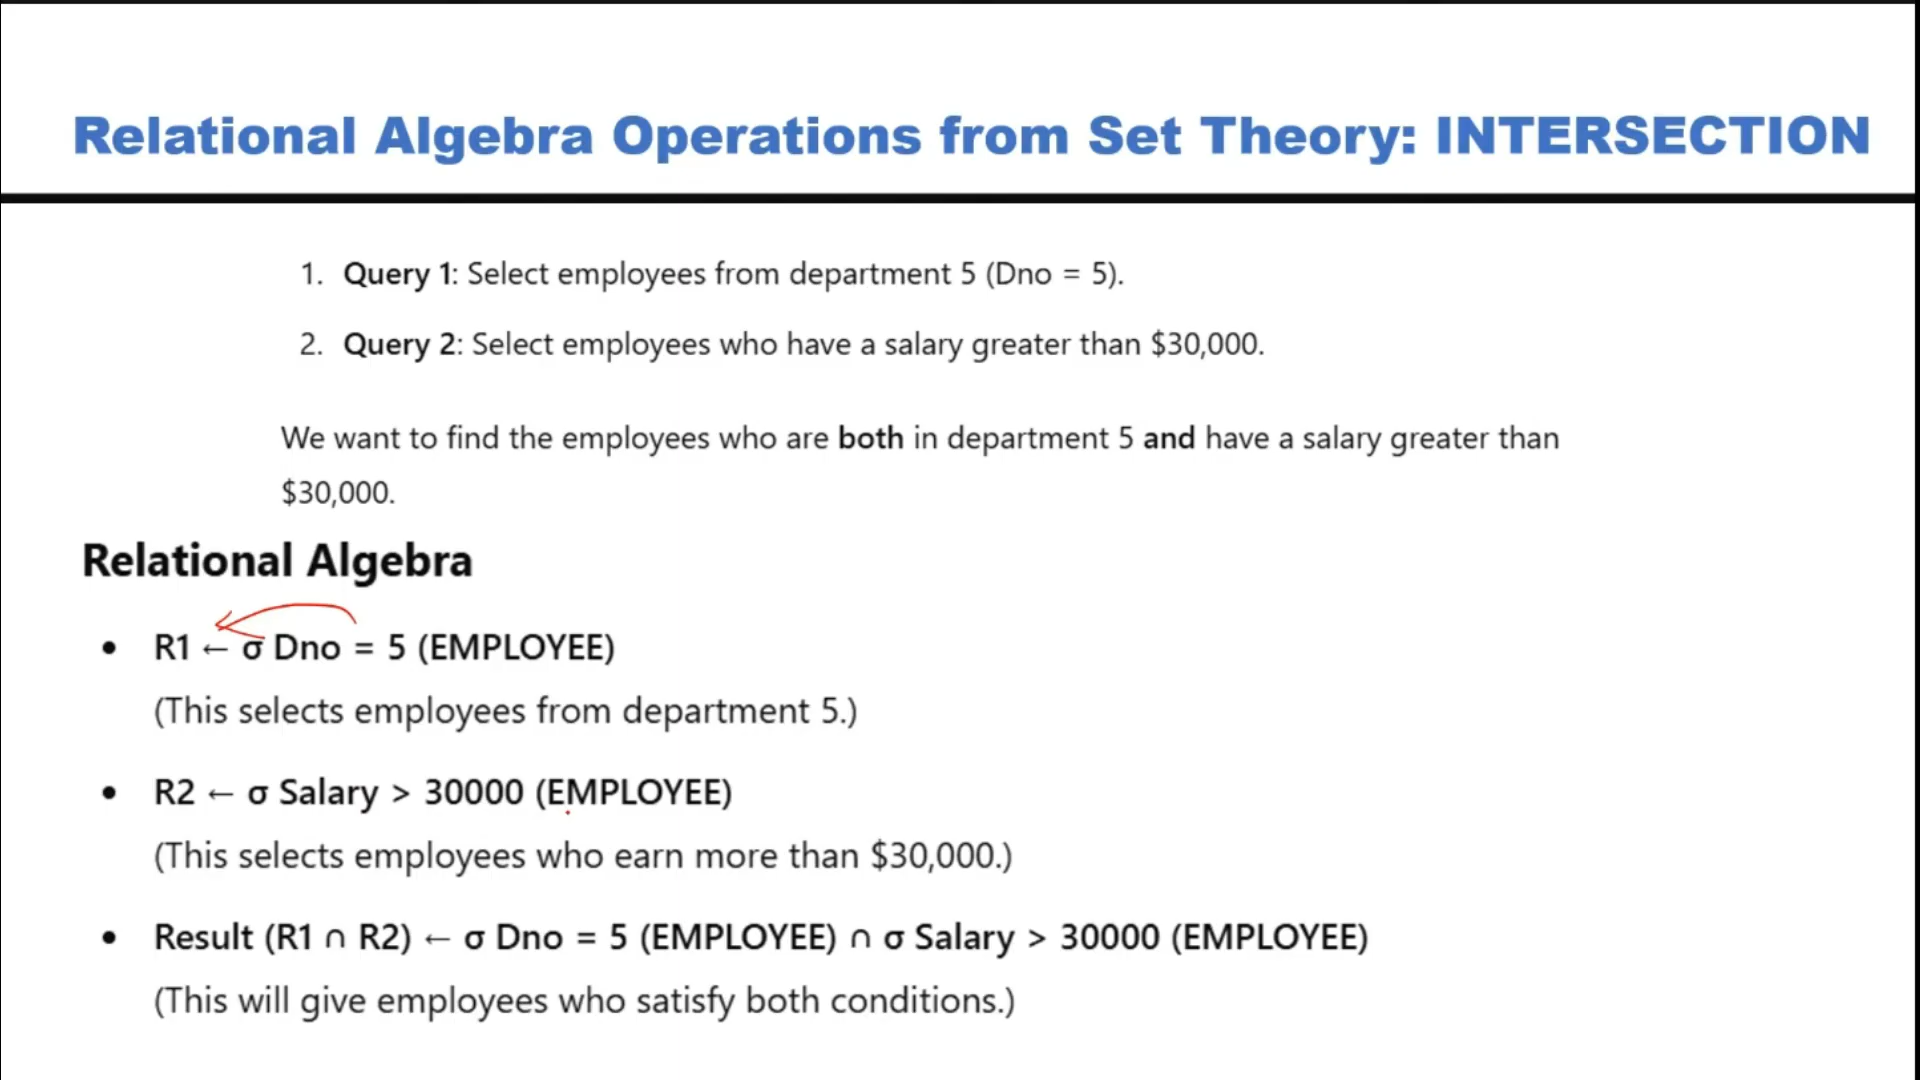 Relational Algebra Operations from Set Theory: INTERSECTION
1. Query 1: Select employees from department 5 (Dno = 5).
2. Query 2: Select employees who have a salary greater than $30,000.
We want to find the employees who are both in department 5 and have a salary greater than
$30,000.
Relational Algebra
• R1 ← σ Dno = 5 (EMPLOYEE)
(This selects employees from department 5.)
• R2 ← σ Salary > 30000 (EMPLOYEE)
(This selects employees who earn more than $30,000.)
• Result (R1 ∩ R2) ← σ Dno = 5 (EMPLOYEE) ∩ σ Salary > 30000 (EMPLOYEE)
(This will give employees who satisfy both conditions.)